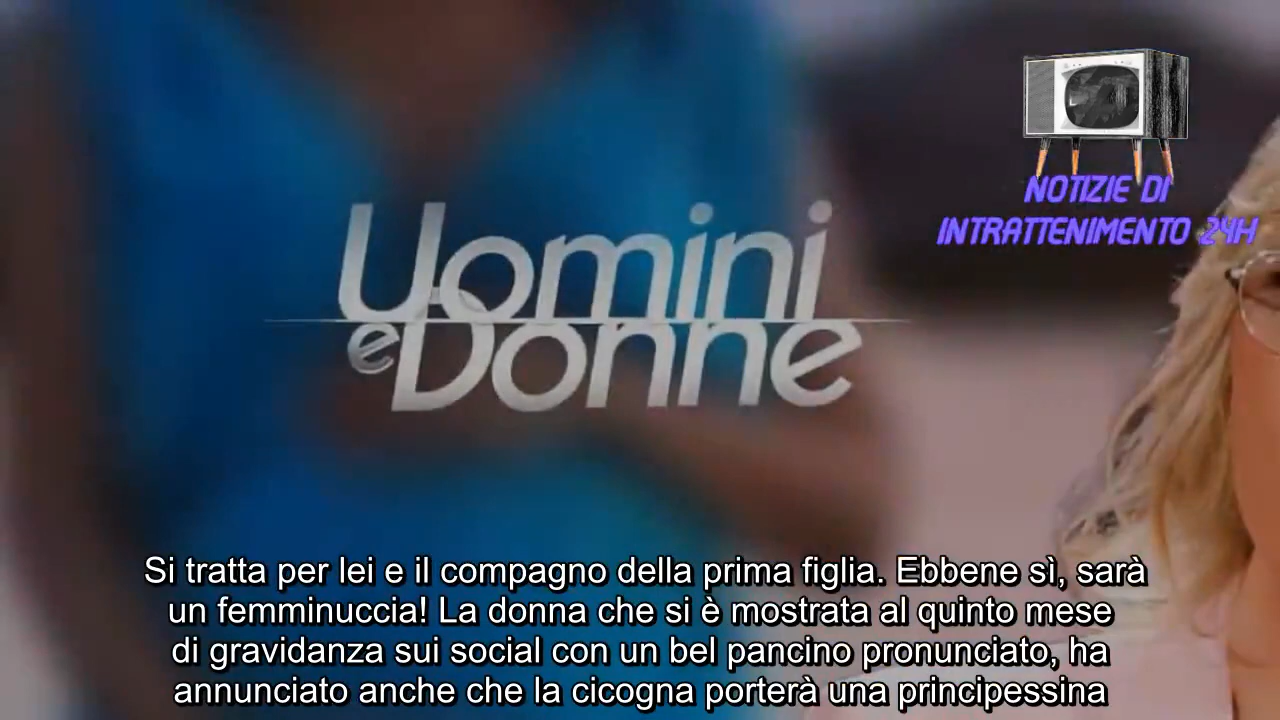 NOTIZIE DI
INTRATTENIMENTO 24H
Uomini
e Donne
Si tratta per lei e il compagno della prima figlia. Ebbene sì, sarà
un femminuccia! La donna che si è mostrata al quinto mese
di gravidanza sui social con un bel pancino pronunciato, ha
annunciato anche che la cicogna porterà una principessina